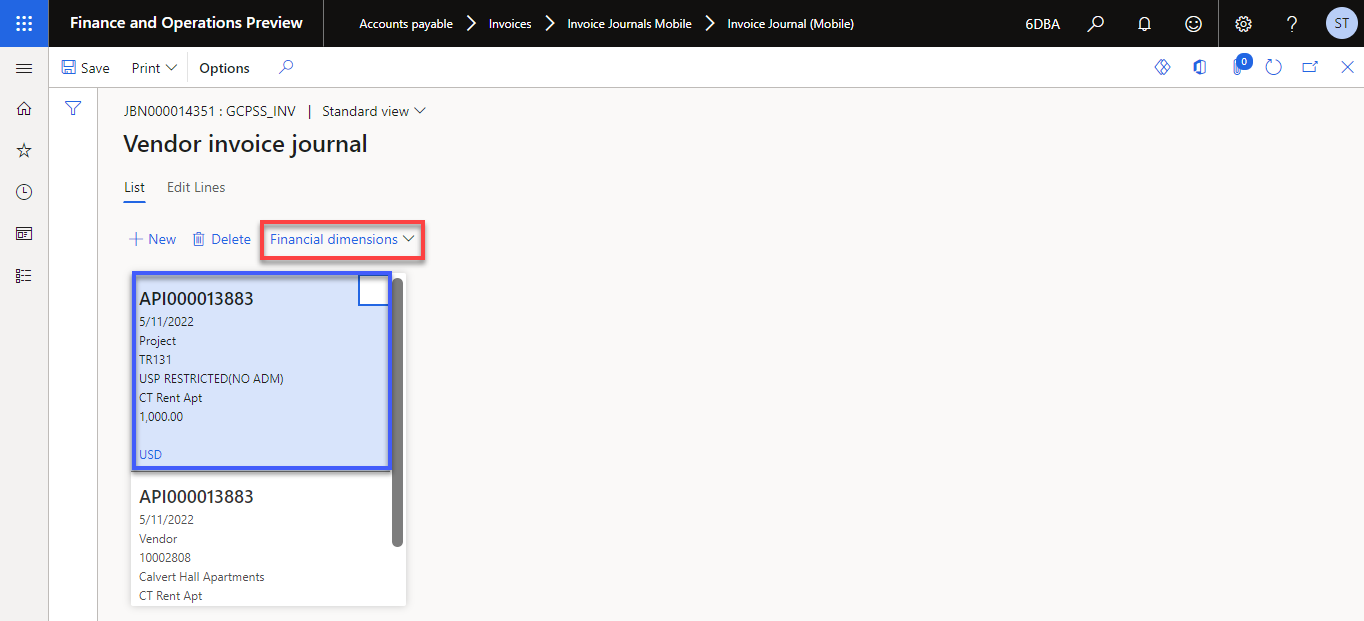 Finance and Operations Preview
Accounts payable
Invoices
Invoice Journals Mobile
Invoice Journal (Mobile)
6DBA
?
ST
Save
Print
Options
0
JBN000014351 : GCPSS_INV | Standard view
Vendor invoice journal
List
Edit Lines
New
Delete
Financial dimensions
API000013883
5/11/2022
Project
TR131
USP RESTRICTED(NO ADM)
CT Rent Apt
1,000.00
USD
API000013883
5/11/2022
Vendor
10002808
Calvert Hall Apartments
CT Rent Apt